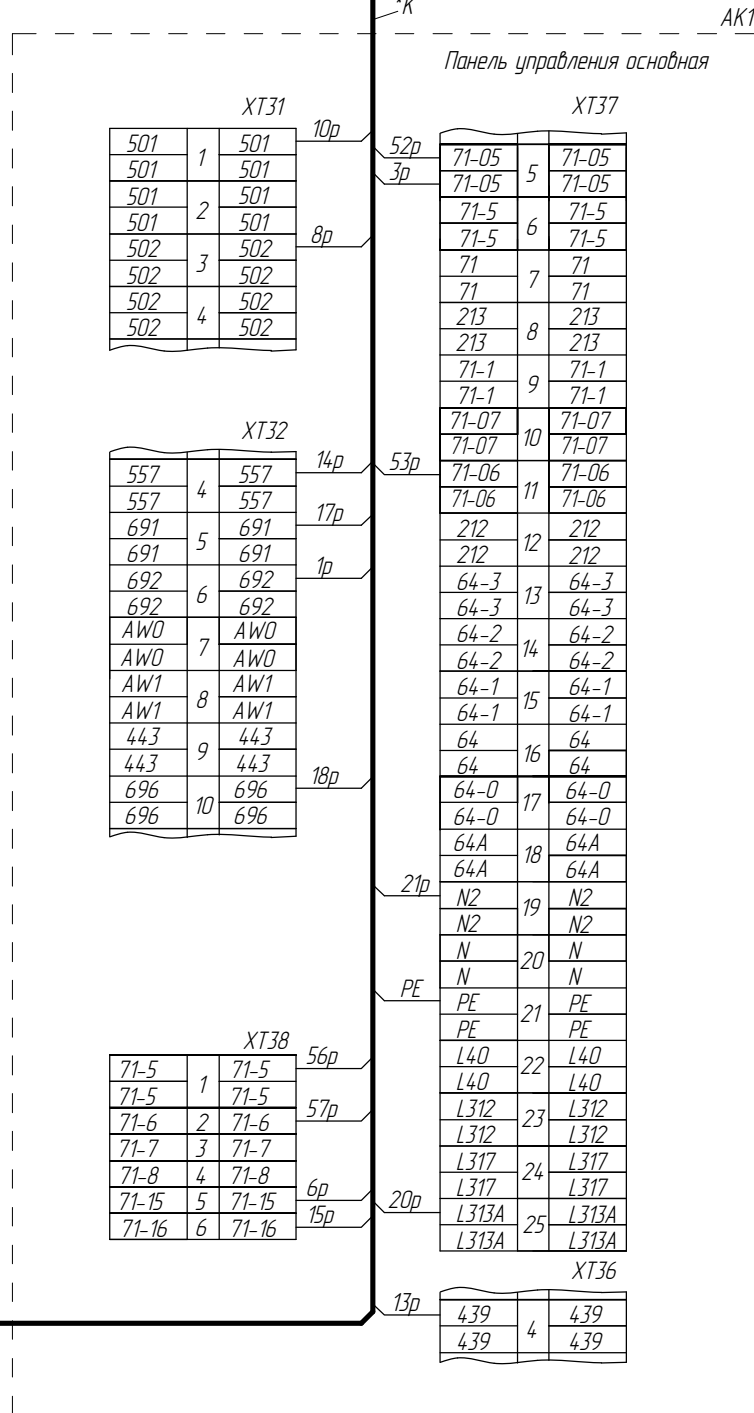 *К
АК1
Панель управления основная
XT31
10р
501 1 501
501 501
501 2 501
501 501
8р
502 3 502
502 502
502 4 502
502 502
XT32
14р
557 4 557
557 557
17р
691 5 691
691 691
1р
692 6 692
692 692
AW0 7 AW0
AW0 AW0
AW1 8 AW1
AW1 AW1
443 9 443
443 443
18р
696 10 696
696 696
XT38
56р
71-5 1 71-5
71-5 71-5
57р
71-6 2 71-6
71-7 3 71-7
71-8 4 71-8
6р
71-15 5 71-15
15р
71-16 6 71-16
XT37
52р
71-05 5 71-05
3р
71-05 71-05
71-5 6 71-5
71-5 71-5
71 7 71
71 71
213 8 213
213 213
71-1 9 71-1
71-1 71-1
71-07 10 71-07
71-07 71-07
53р
71-06 11 71-06
71-06 71-06
212 12 212
212 212
64-3 13 64-3
64-3 64-3
64-2 14 64-2
64-2 64-2
64-1 15 64-1
64-1 64-1
64 16 64
64 64
64-0 17 64-0
64-0 64-0
64A 18 64A
64A 64A
21р
N2 19 N2
N2 N2
N 20 N
N N
PE
PE 21 PE
PE PE
L40 22 L40
L40 L40
L312 23 L312
L312 L312
L317 24 L317
L317 L317
20р
L313A 25 L313A
L313A L313A
XT36
13р
439 4 439
439 439